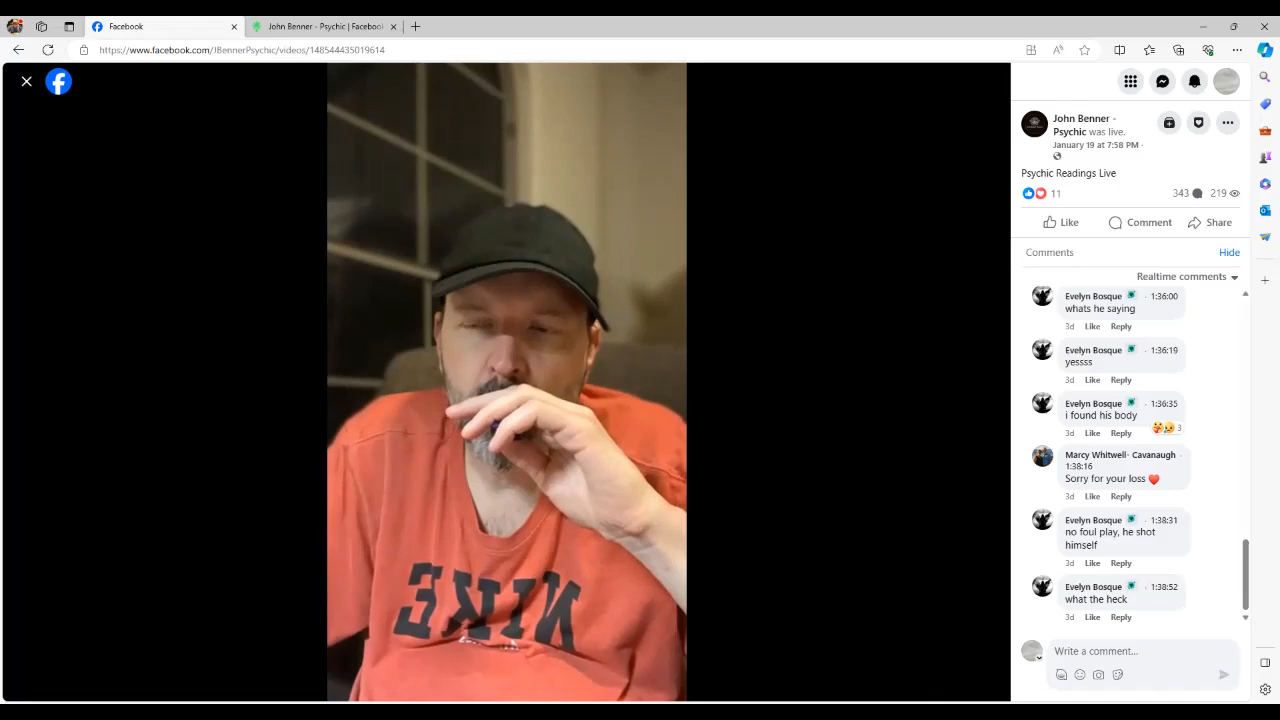 Facebook
John Benner - Psychic | Facebool
https://www.facebook.com/JBennerPsychic/videos/148544435019614
John Benner -
Psychic was live.
January 19 at 7:58 PM ·
Psychic Readings Live
11
343 219
Like Comment Share
Comments Hide
Realtime comments
Evelyn Bosque · 1:36:00
whats he saying
3d Like Reply
Evelyn Bosque · 1:36:19
yessss
3d Like Reply
Evelyn Bosque · 1:36:35
i found his body
3
3d Like Reply
Marcy Whitwell- Cavanaugh ·
1:38:16
Sorry for your loss ❤️
3d Like Reply
Evelyn Bosque · 1:38:31
no foul play, he shot
himself
3d Like Reply
Evelyn Bosque · 1:38:52
what the heck
3d Like Reply
Write a comment...
NIKE